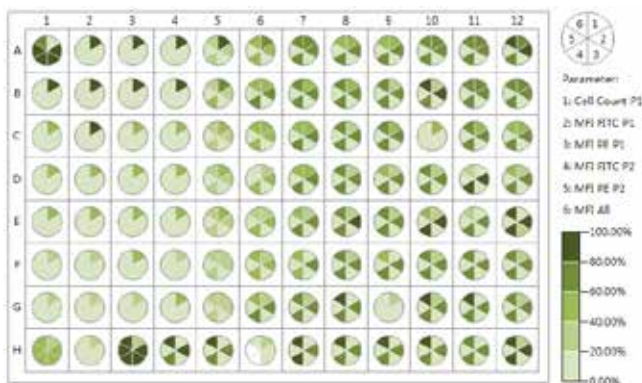 1 2 3 4 5 6 7 8 9 10 11 12
A
B
C
D
E
F
G
H
6 1
5 2
4 3
Parameter:
1: Cell Count P1
2: MFI FITC P1
3: MFI PE P1
4: MFI FITC P2
5: MFI PE P2
6: MFI All
100.00%
80.00%
60.00%
40.00%
20.00%
0.00%